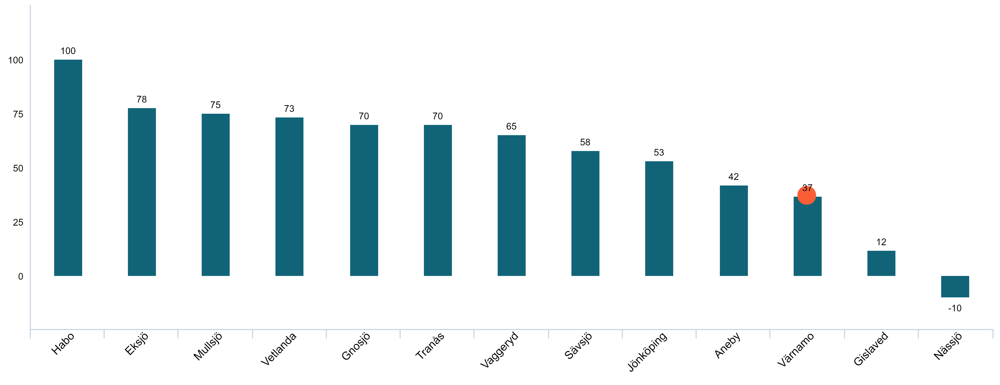 100
75
50
25
0
100
78
75
73
70
70
65
58
53
42
37
12
-10
Habo
Eksjö
Mullsjö
Vetlanda
Gnosjö
Tranås
Vaggeryd
Sävsjö
Jönköping
Aneby
Värnamo
Gislaved
Nässjö